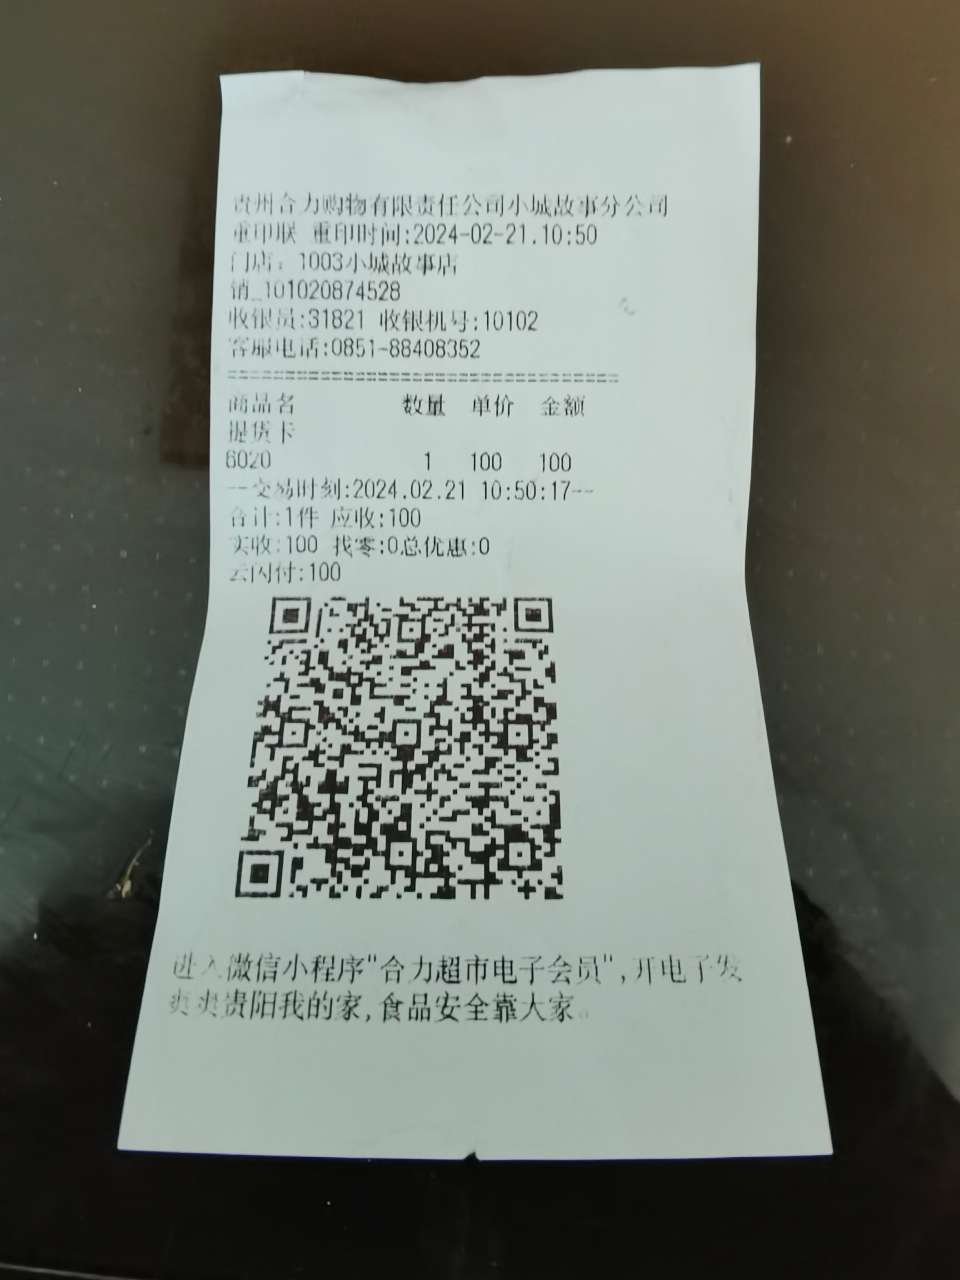 贵州合力购物有限责任公司小城故事分公司
重印联 重印时间:2024-02-21.10:50
门店：1003小城故事店
销_101020874528
收银员:31821 收银机号:10102
客服电话:0851-88408352
==================================
商品名 数量 单价 金额
提货卡
6020 1 100 100
--交易时刻:2024.02.21 10:50:17--
合计:1件 应收:100
实收:100 找零:0总优惠:0
云闪付:100
进入微信小程序"合力超市电子会员",开电子发
爽爽贵阳我的家,食品安全靠大家。